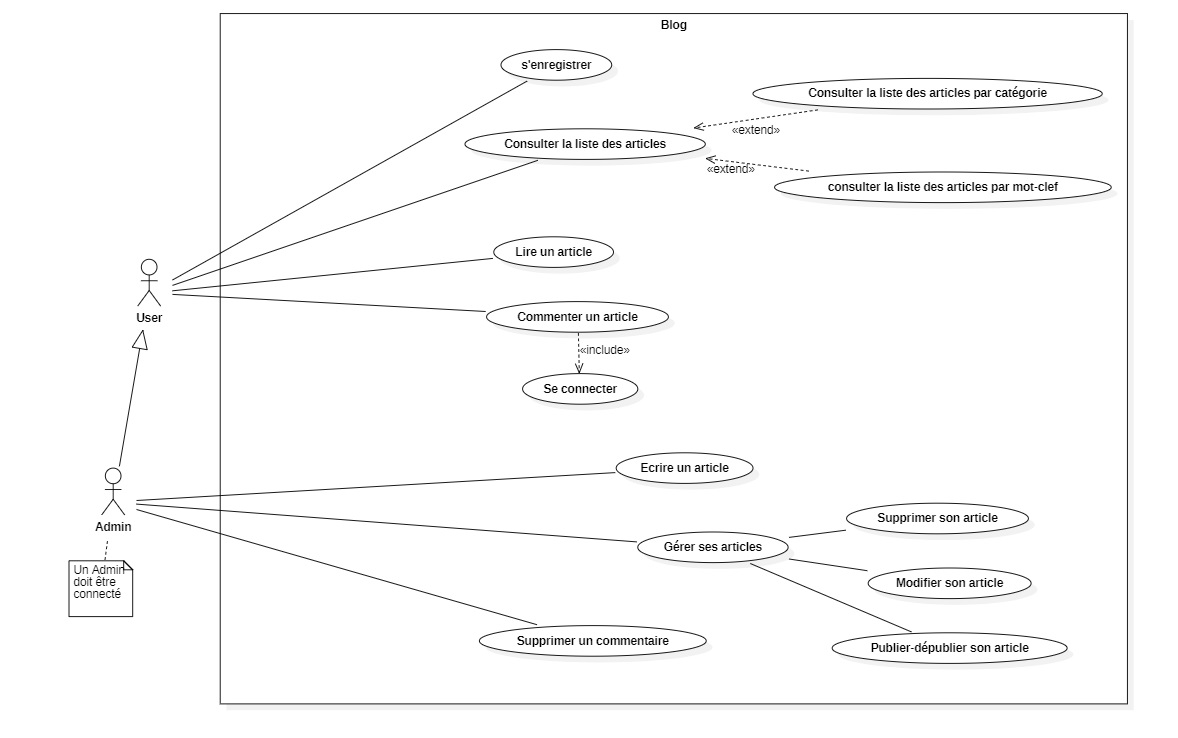 Blog
s'enregistrer
Consulter la liste des articles par catégorie
«extend»
Consulter la liste des articles
«extend»
consulter la liste des articles par mot-clef
Lire un article
User
Commenter un article
«include»
Se connecter
Ecrire un article
Admin
Supprimer son article
Gérer ses articles
Un Admin
doit être
connecté
Modifier son article
Supprimer un commentaire
Publier-dépublier son article